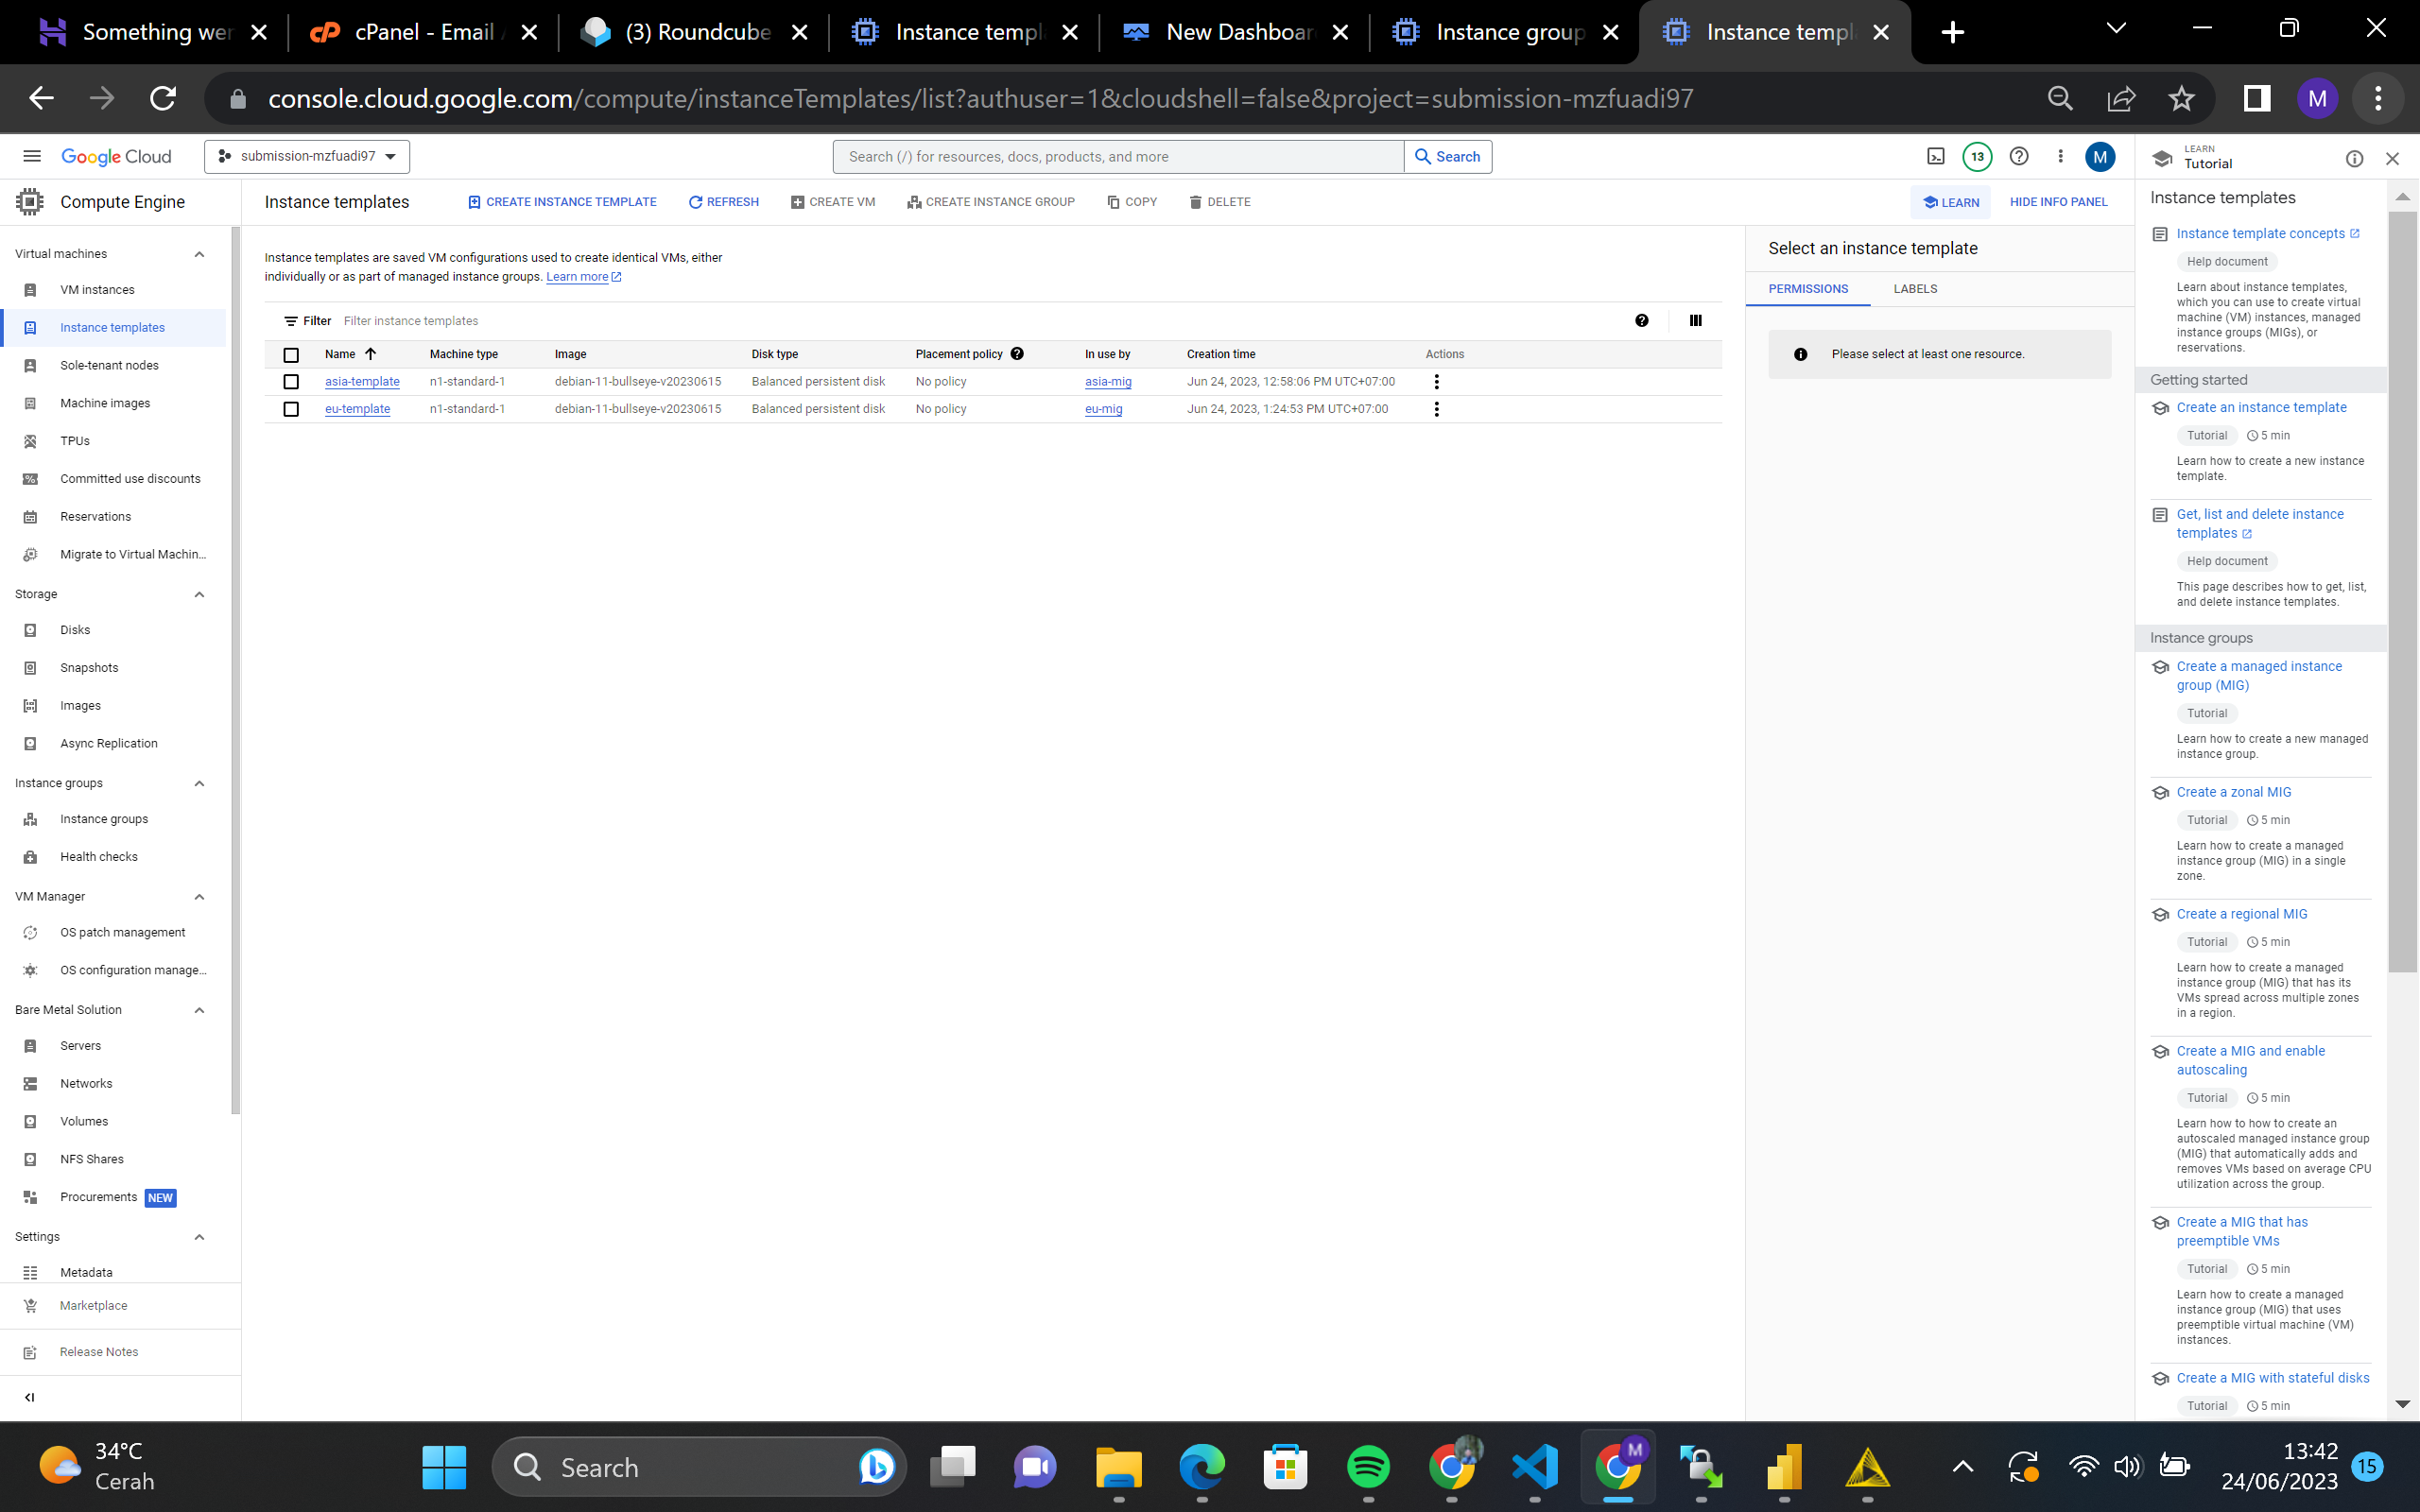 Something wer
cPanel - Email A
(3) Roundcube
Instance templ
New Dashboar
Instance group
Instance templ
console.cloud.google.com/compute/instanceTemplates/list?authuser=1&cloudshell=false&project=submission-mzfuadi97
M
Google Cloud
submission-mzfuadi97
Search (/) for resources, docs, products, and more
Search
13
M
LEARN
Tutorial
Compute Engine
Instance templates
CREATE INSTANCE TEMPLATE
REFRESH
CREATE VM
CREATE INSTANCE GROUP
COPY
DELETE
LEARN
HIDE INFO PANEL
Virtual machines
VM instances
Instance templates
Sole-tenant nodes
Machine images
TPUs
Committed use discounts
Reservations
Migrate to Virtual Machin...
Storage
Disks
Snapshots
Images
Async Replication
Instance groups
Instance groups
Health checks
VM Manager
OS patch management
OS configuration manage...
Bare Metal Solution
Servers
Networks
Volumes
NFS Shares
Procurements NEW
Settings
Metadata
Marketplace
Release Notes
Instance templates are saved VM configurations used to create identical VMs, either
individually or as part of managed instance groups. Learn more
Filter Filter instance templates
Name Machine type Image Disk type Placement policy In use by Creation time Actions
asia-template n1-standard-1 debian-11-bullseye-v20230615 Balanced persistent disk No policy asia-mig Jun 24, 2023, 12:58:06 PM UTC+07:00
eu-template n1-standard-1 debian-11-bullseye-v20230615 Balanced persistent disk No policy eu-mig Jun 24, 2023, 1:24:53 PM UTC+07:00
Select an instance template
PERMISSIONS
LABELS
Please select at least one resource.
Instance templates
Instance template concepts
Help document
Learn about instance templates,
which you can use to create virtual
machine (VM) instances, managed
instance groups (MIGs), or
reservations.
Getting started
Create an instance template
Tutorial 5 min
Learn how to create a new instance
template.
Get, list and delete instance
templates
Help document
This page describes how to get, list,
and delete instance templates.
Instance groups
Create a managed instance
group (MIG)
Tutorial
Learn how to create a new managed
instance group.
Create a zonal MIG
Tutorial 5 min
Learn how to create a managed
instance group (MIG) in a single
zone.
Create a regional MIG
Tutorial 5 min
Learn how to create a managed
instance group (MIG) that has its
VMs spread across multiple zones
in a region.
Create a MIG and enable
autoscaling
Tutorial 5 min
Learn how to how to create an
autoscaled managed instance group
(MIG) that automatically adds and
removes VMs based on average CPU
utilization across the group.
Create a MIG that has
preemptible VMs
Tutorial 5 min
Learn how to create a managed
instance group (MIG) that uses
preemptible virtual machine (VM)
instances.
Create a MIG with stateful disks
Tutorial 5 min
34°C
Cerah
Search
M
13:42
24/06/2023
15